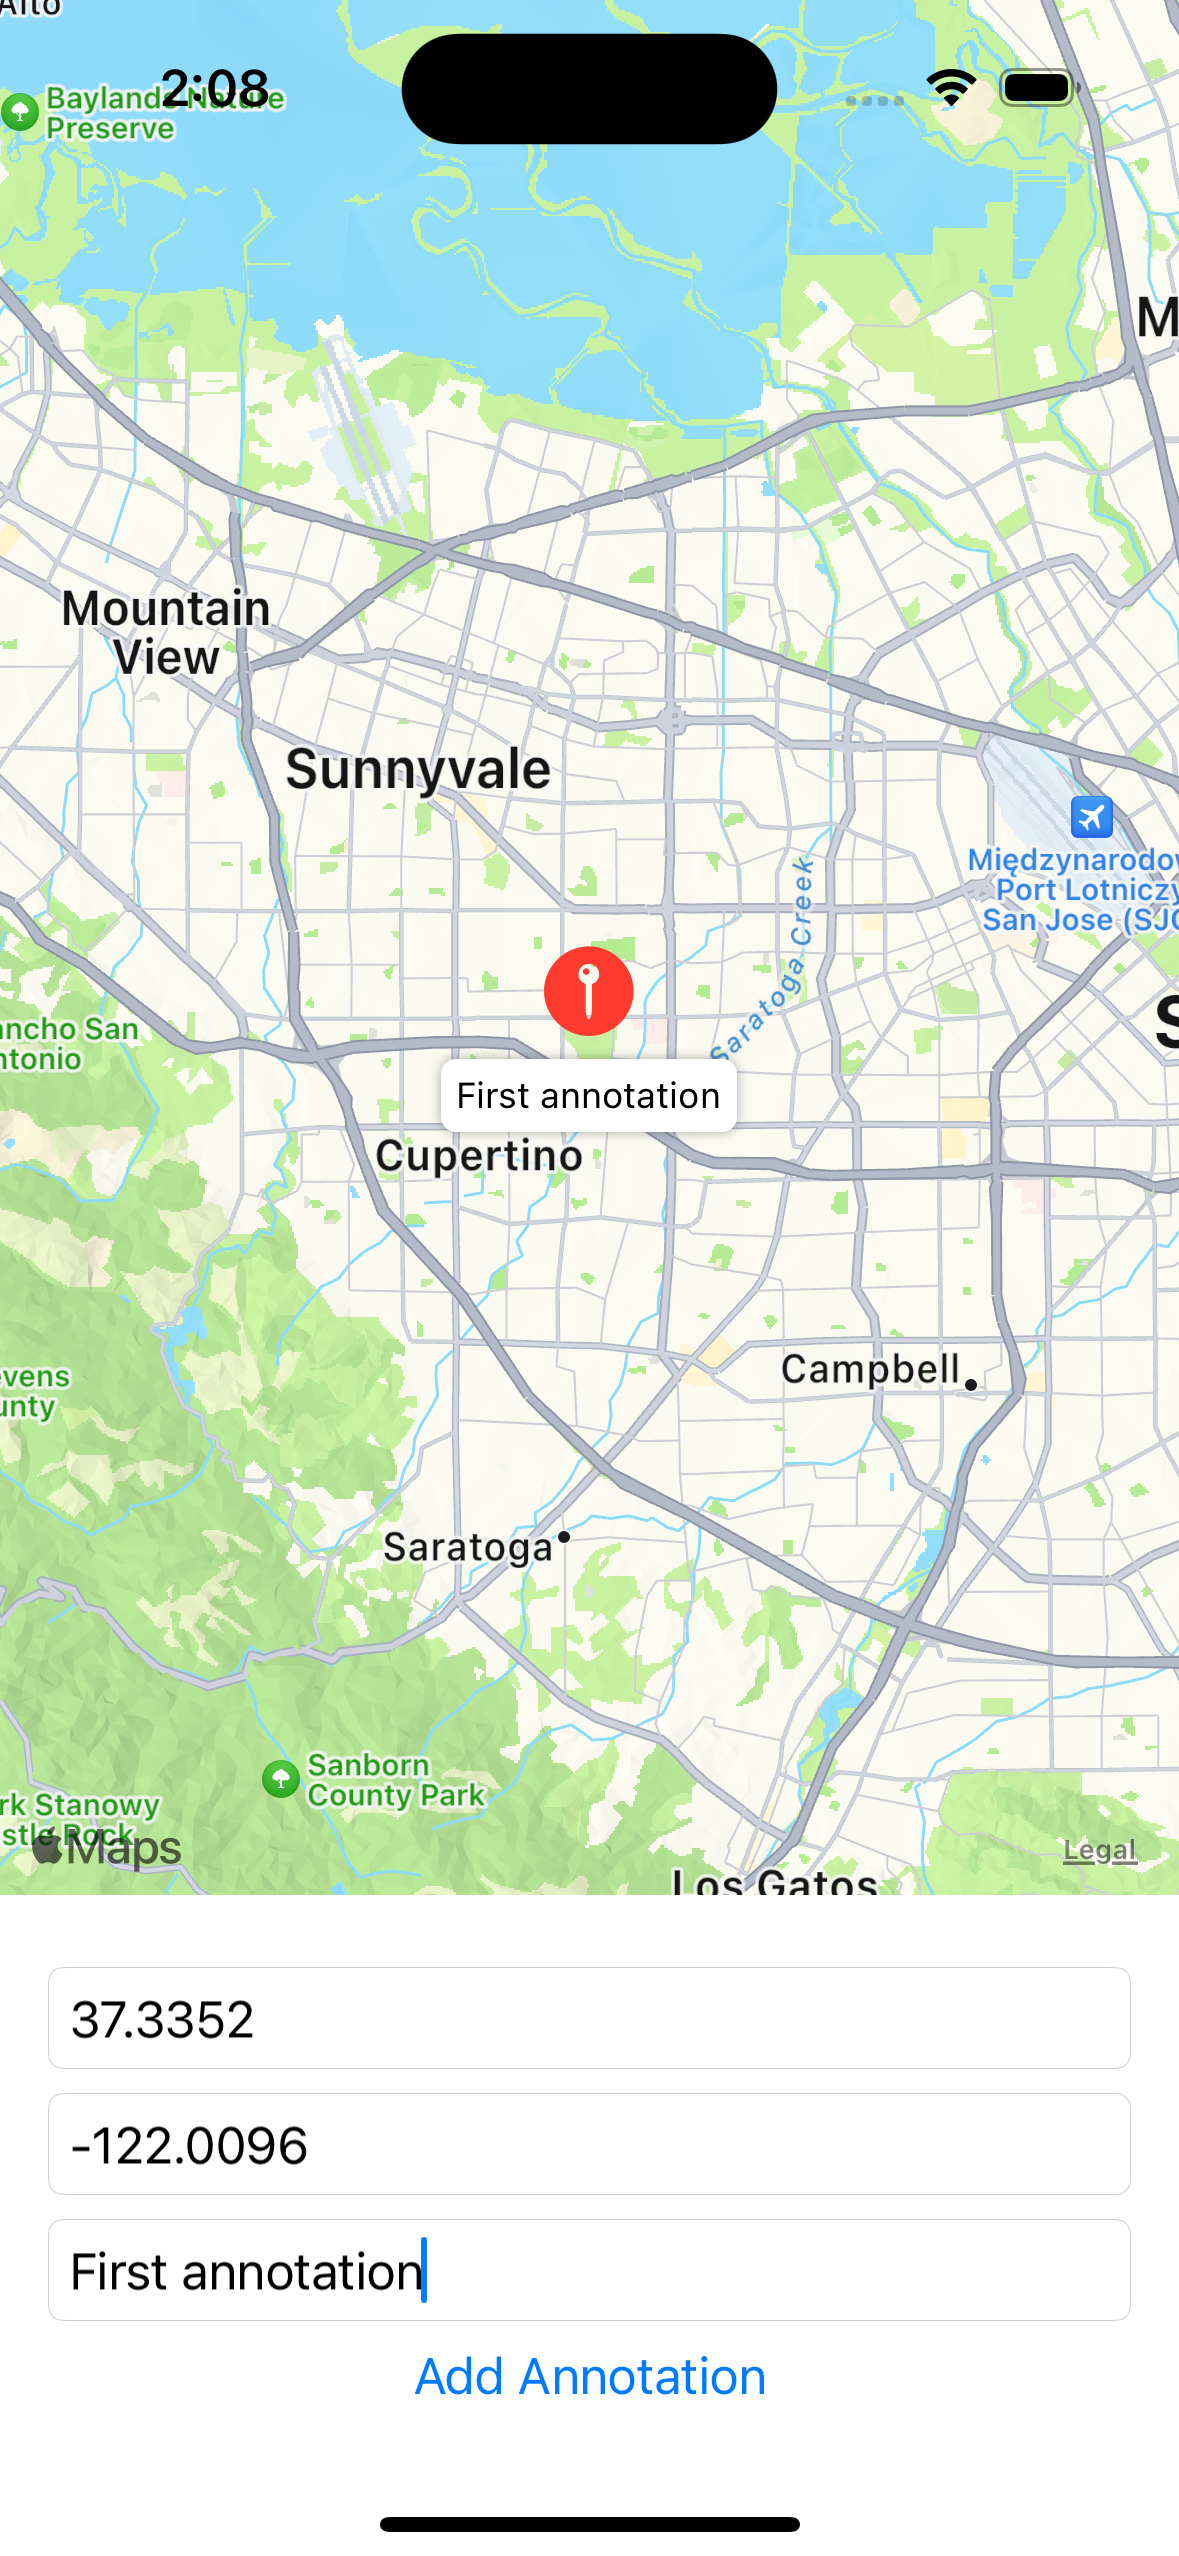 Alto
2:08
Baylands Nature
Preserve
M
Mountain
View
Sunnyvale
Międzynarodow
Port Lotniczy
San Jose (SJC
Saratoga Creek
S
ancho San
ntonio
First annotation
Cupertino
evens
unty
Campbell
Saratoga
Sanborn
County Park
rk Stanowy
stle Rock
Maps
Legal
Los Gatos
37.3352
-122.0096
First annotation
Add Annotation